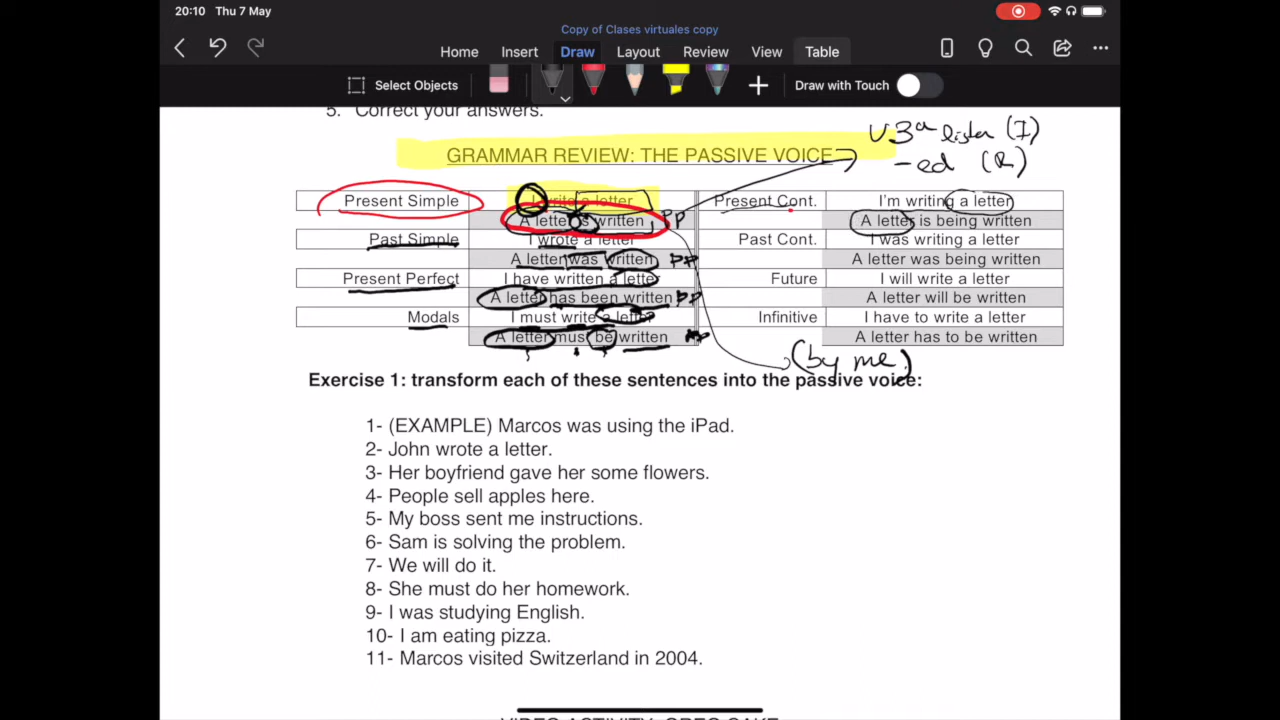 20:10 Thu 7 May
Copy of Clases virtuales copy
Home Insert Draw Layout Review View Table
Select Objects Draw with Touch
5. Correct your answers.
V 3ª lista (I)
-ed (R)
GRAMMAR REVIEW: THE PASSIVE VOICE
Present Simple I write a letter Present Cont. I'm writing a letter
A letter is written PP A letter is being written
Past Simple I wrote a letter Past Cont. I was writing a letter
A letter was written PP A letter was being written
Present Perfect I have written a letter Future I will write a letter
A letter has been written PP A letter will be written
Modals I must write a letter Infinitive I have to write a letter
A letter must be written PP A letter has to be written
(by me)
Exercise 1: transform each of these sentences into the passive voice:
1- (EXAMPLE) Marcos was using the iPad.
2- John wrote a letter.
3- Her boyfriend gave her some flowers.
4- People sell apples here.
5- My boss sent me instructions.
6- Sam is solving the problem.
7- We will do it.
8- She must do her homework.
9- I was studying English.
10- I am eating pizza.
11- Marcos visited Switzerland in 2004.
VIDEO ACTIVITY: GREG CAKE